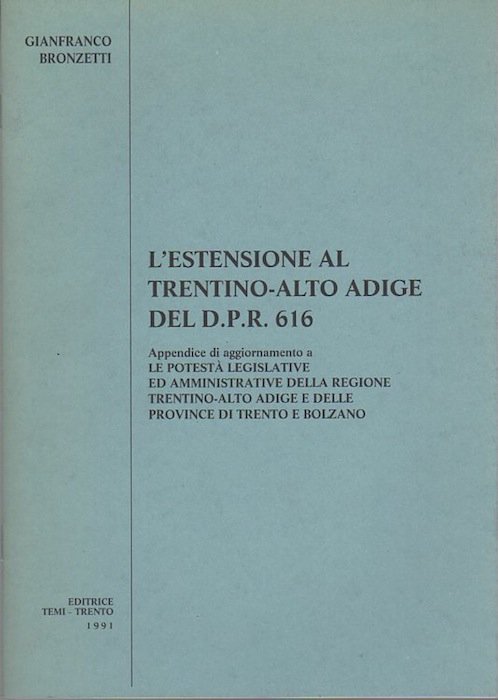 GIANFRANCO
BRONZETTI
L'ESTENSIONE AL
TRENTINO-ALTO ADIGE
DEL D.P.R. 616
Appendice di aggiornamento a
LE POTESTÀ LEGISLATIVE
ED AMMINISTRATIVE DELLA REGIONE
TRENTINO-ALTO ADIGE E DELLE
PROVINCE DI TRENTO E BOLZANO
EDITRICE
TEMI - TRENTO
1991